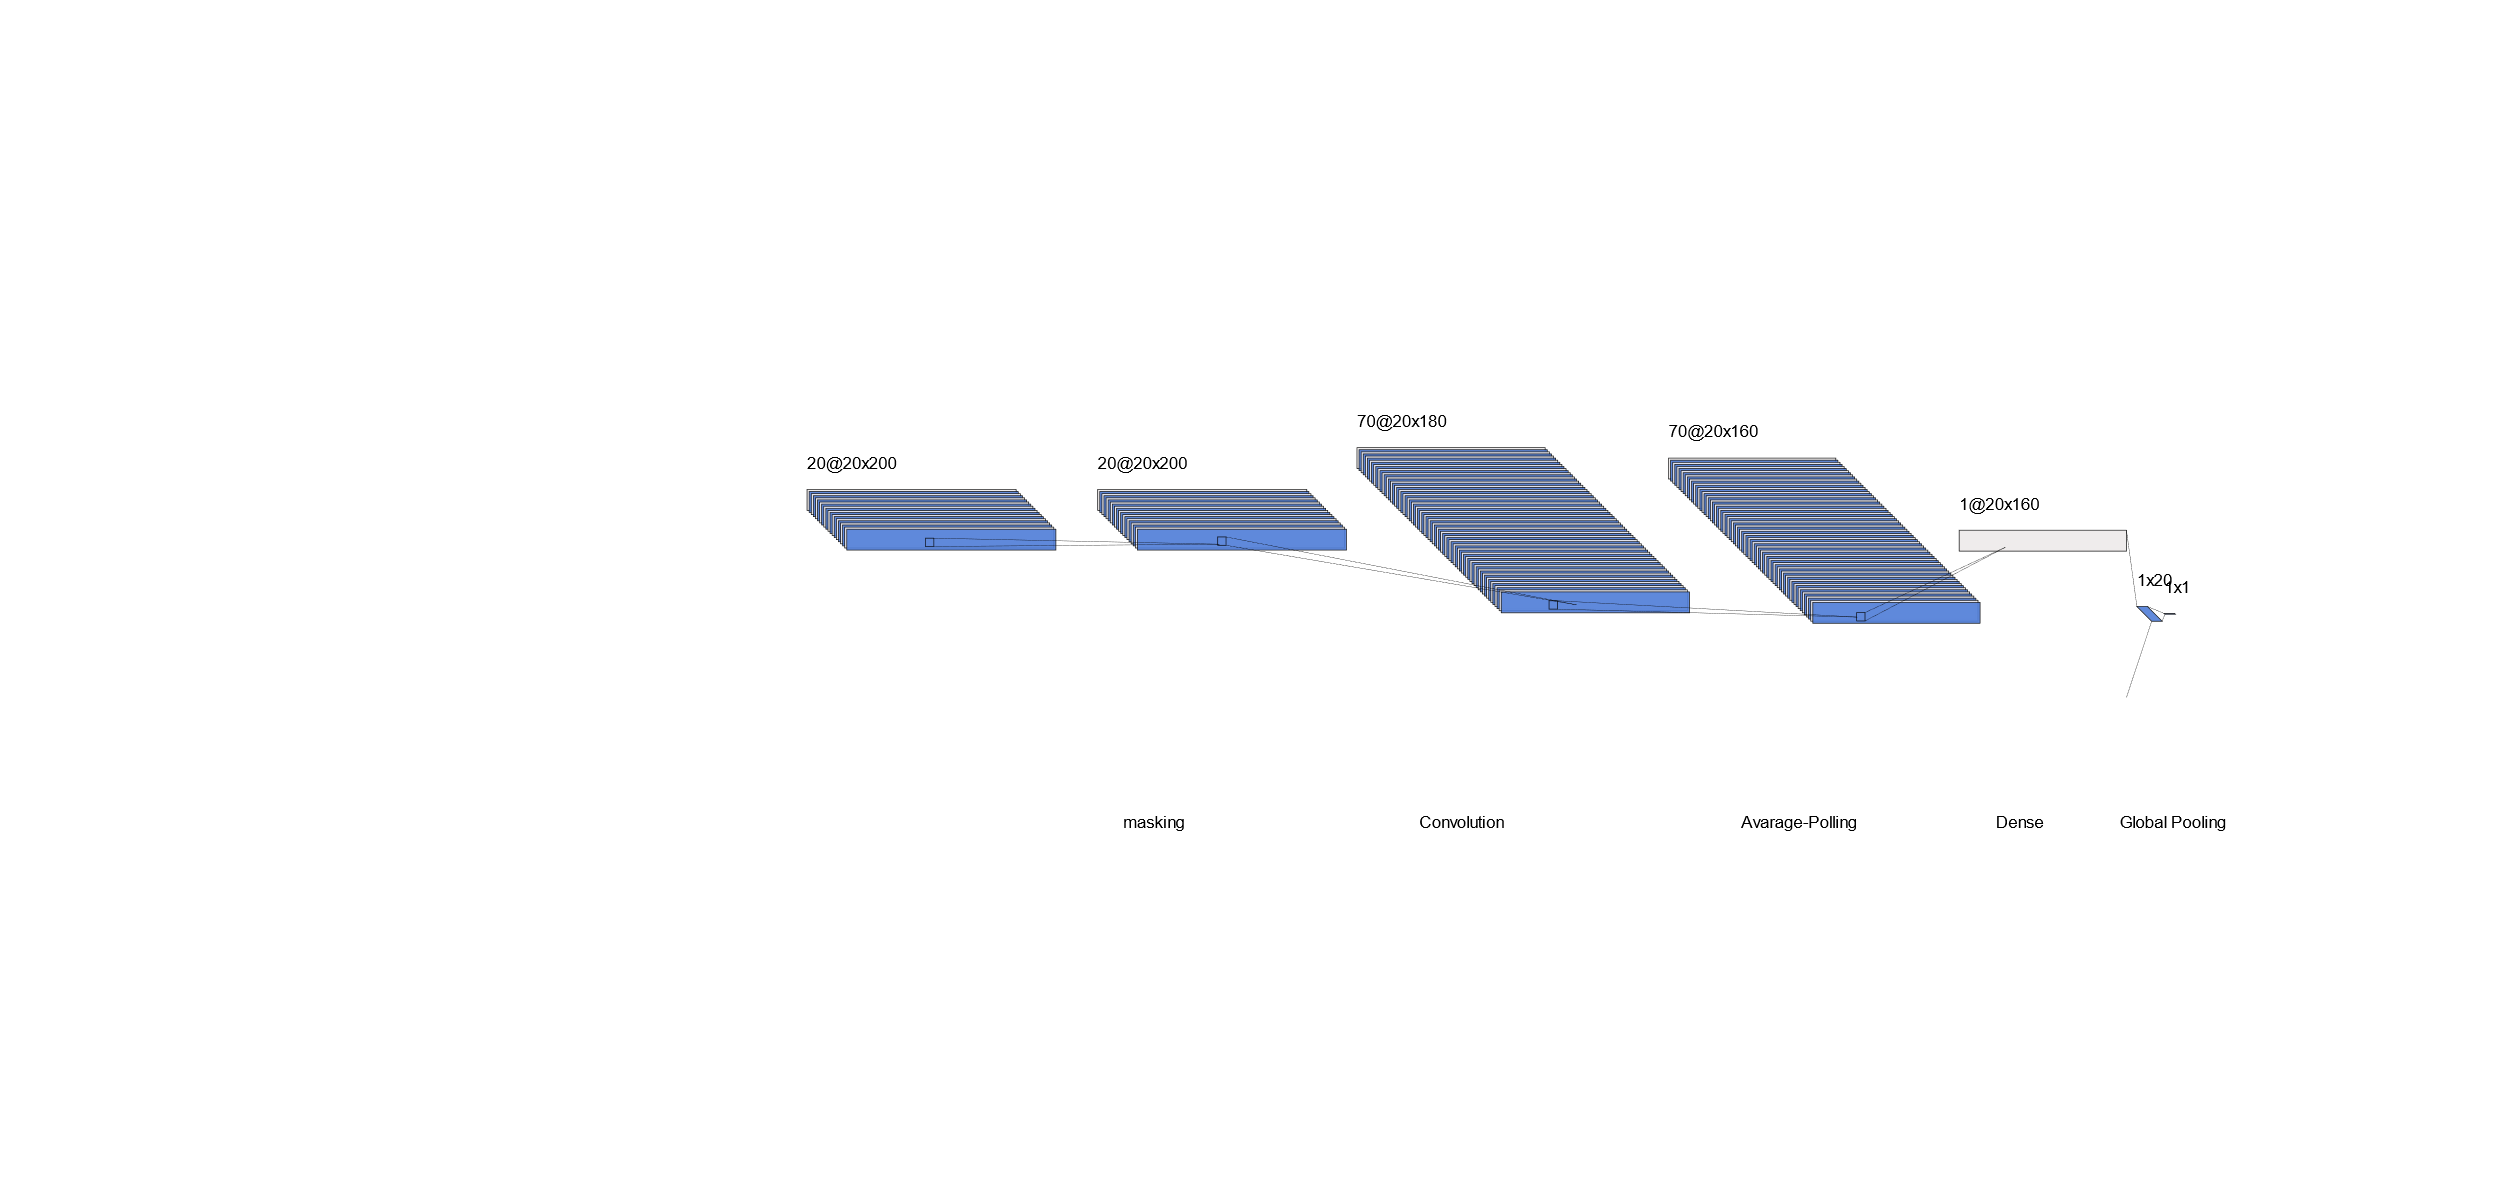 20@20x200
20@20x200
70@20x180
70@20x160
1@20x160
1x20
1x1
masking
Convolution
Avarage-Polling
Dense
Global Pooling